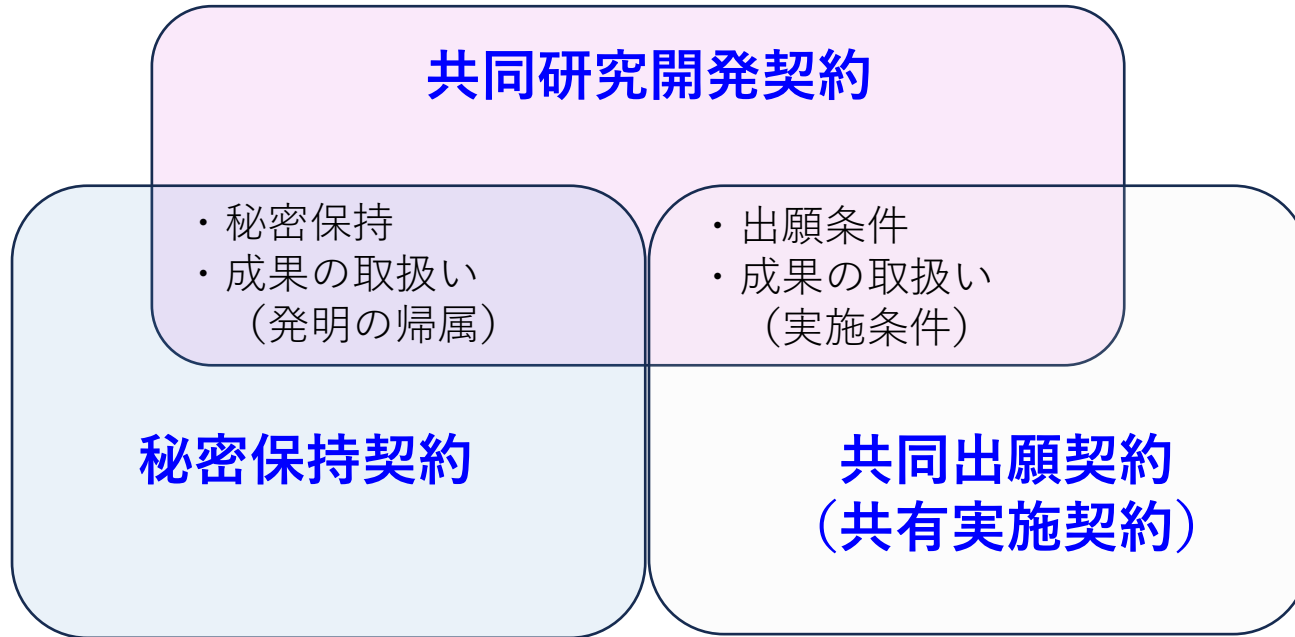 共同研究開発契約
・秘密保持
・成果の取扱い
（発明の帰属）
・出願条件
・成果の取扱い
（実施条件）
秘密保持契約
共同出願契約
（共有実施契約）